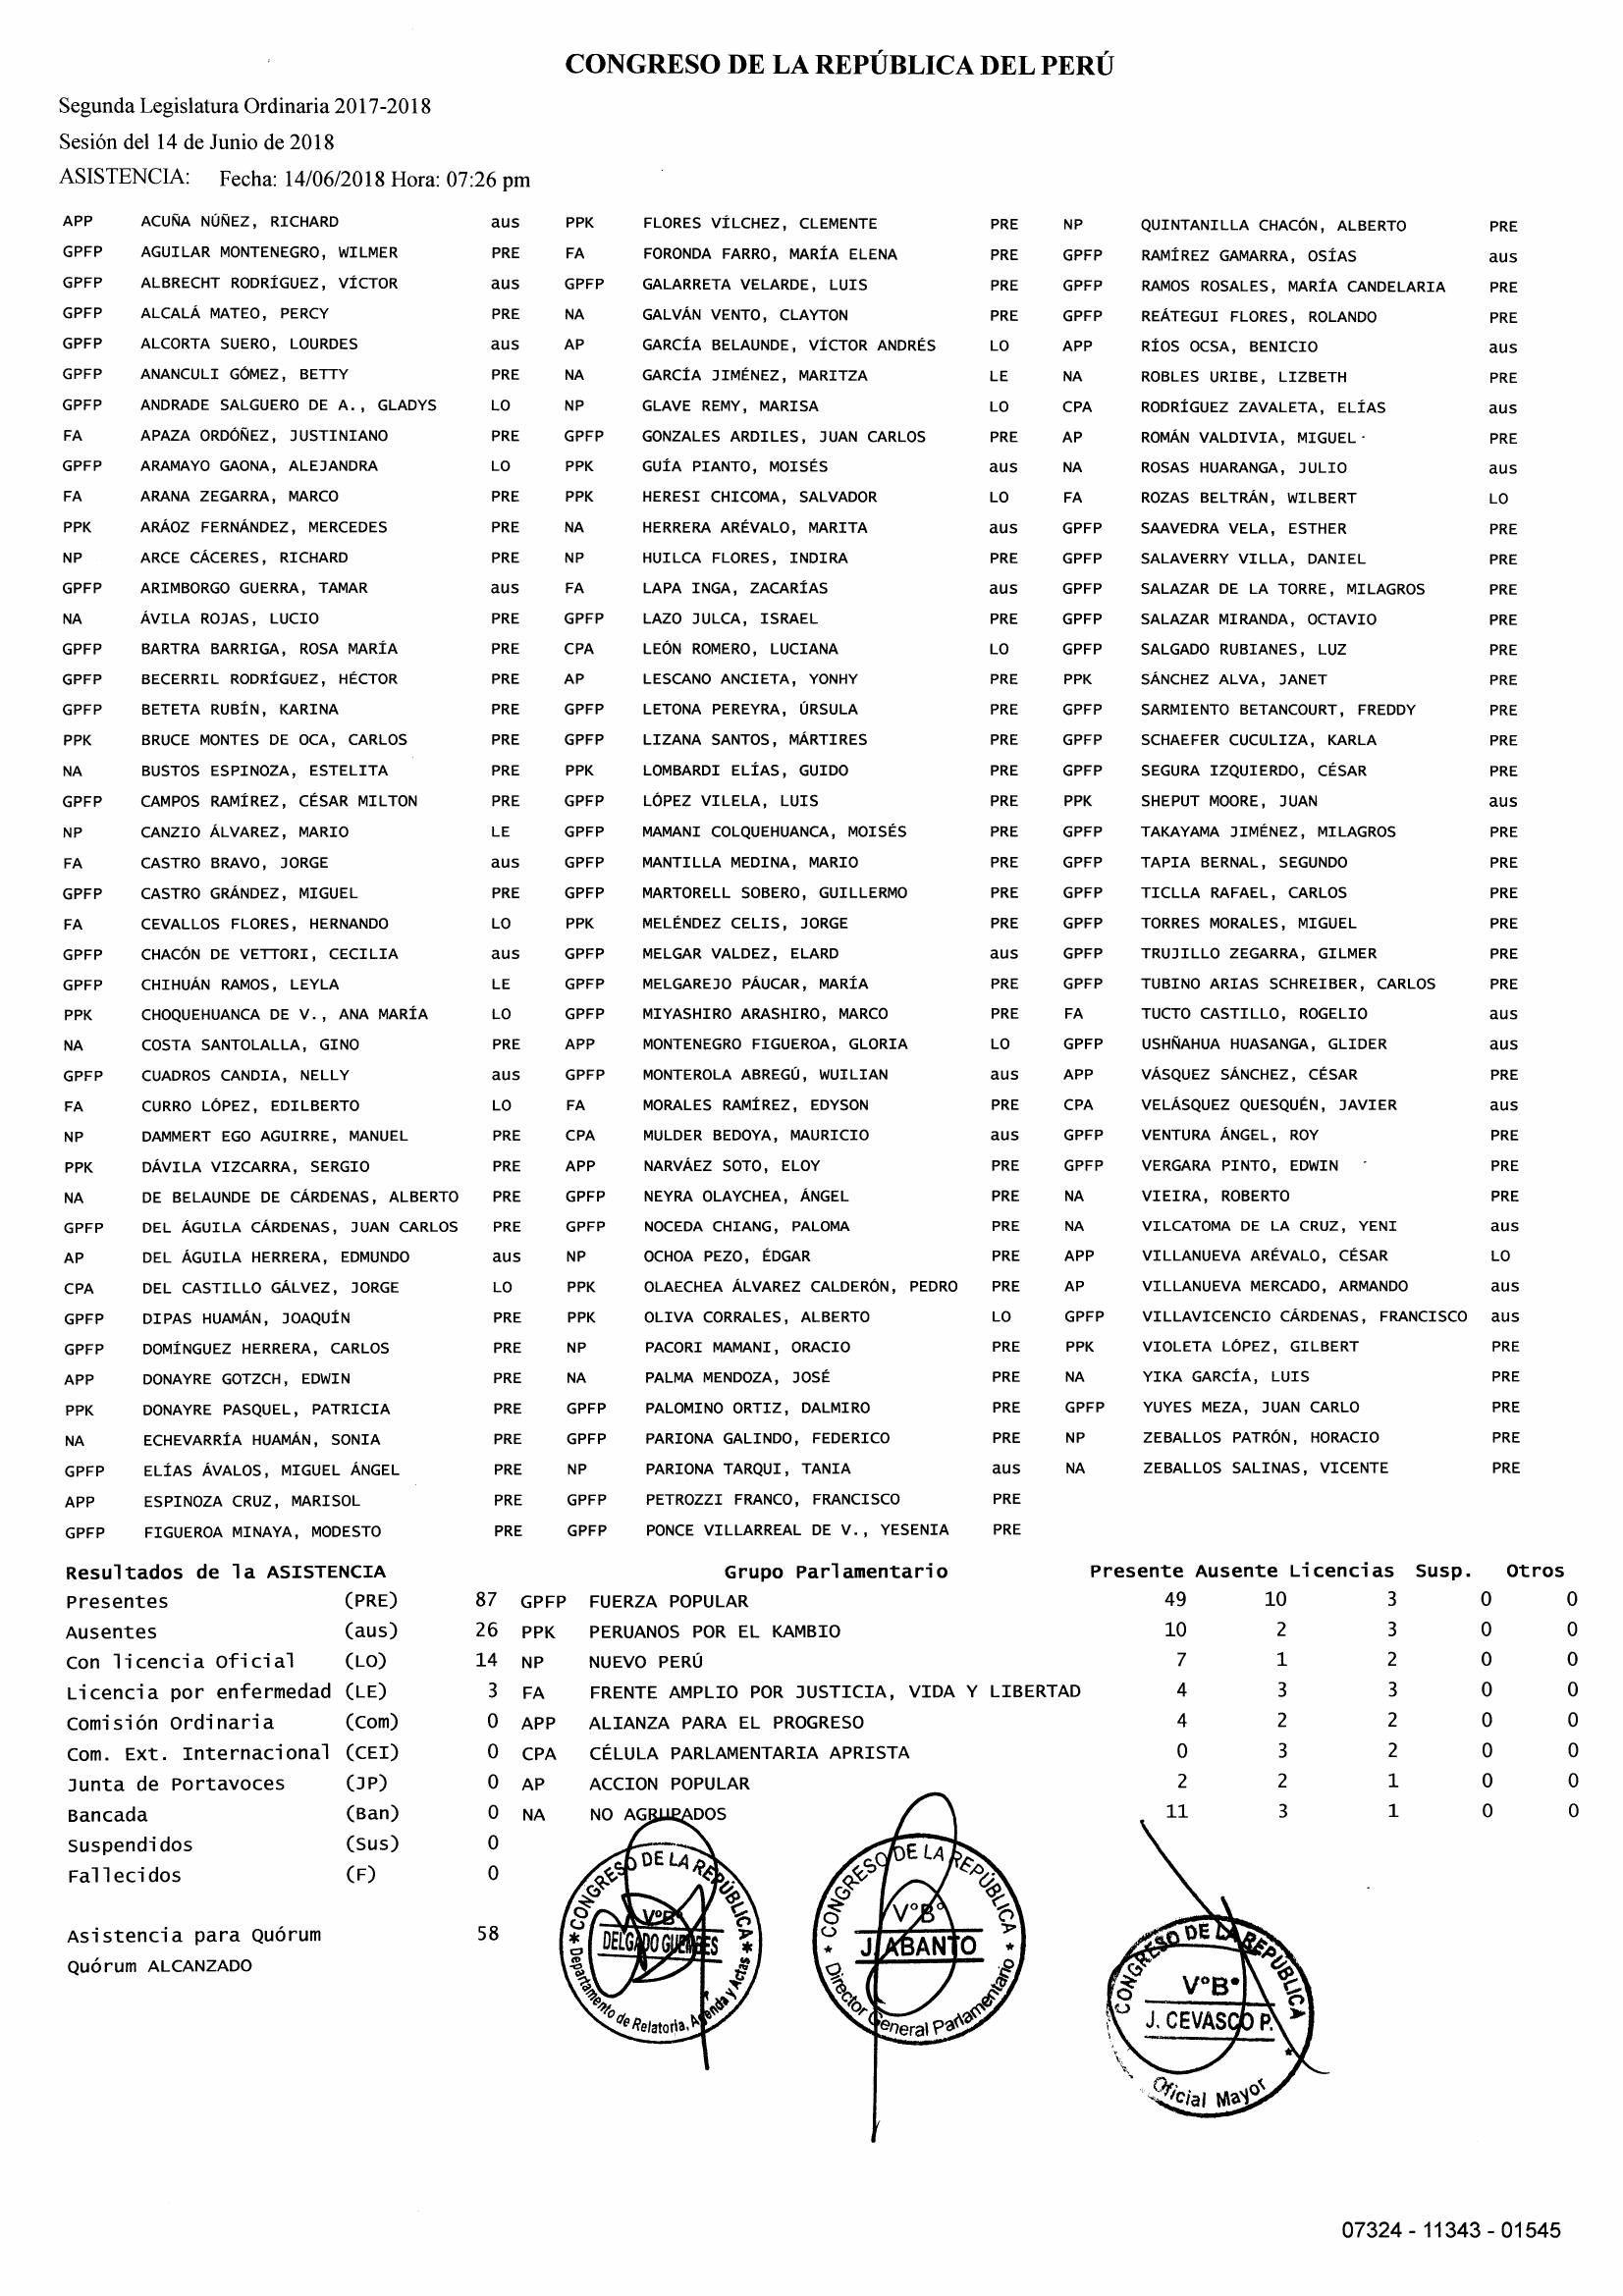 CONGRESO DE LA REPÚBLICA DEL PERÚ
Segunda Legislatura Ordinaria 2017-2018
Sesión del 14 de Junio de 2018
ASISTENCIA: Fecha: 14/06/2018 Hora: 07:26 pm
APP ACUÑA NÚÑEZ, RICHARD aus PPK FLORES VÍLCHEZ, CLEMENTE PRE NP QUINTANILLA CHACÓN, ALBERTO PRE
GPFP AGUILAR MONTENEGRO, WILMER PRE FA FORONDA FARRO, MARÍA ELENA PRE GPFP RAMÍREZ GAMARRA, OSÍAS aus
GPFP ALBRECHT RODRÍGUEZ, VÍCTOR aus GPFP GALARRETA VELARDE, LUIS PRE GPFP RAMOS ROSALES, MARÍA CANDELARIA PRE
GPFP ALCALÁ MATEO, PERCY PRE NA GALVÁN VENTO, CLAYTON PRE GPFP REÁTEGUI FLORES, ROLANDO PRE
GPFP ALCORTA SUERO, LOURDES aus AP GARCÍA BELAUNDE, VÍCTOR ANDRÉS LO APP RÍOS OCSA, BENICIO aus
GPFP ANANCULI GÓMEZ, BETTY PRE NA GARCÍA JIMÉNEZ, MARITZA LE NA ROBLES URIBE, LIZBETH PRE
GPFP ANDRADE SALGUERO DE A., GLADYS LO NP GLAVE REMY, MARISA LO CPA RODRÍGUEZ ZAVALETA, ELÍAS aus
FA APAZA ORDÓÑEZ, JUSTINIANO PRE GPFP GONZALES ARDILES, JUAN CARLOS PRE AP ROMÁN VALDIVIA, MIGUEL PRE
GPFP ARAMAYO GAONA, ALEJANDRA LO PPK GUÍA PIANTO, MOISÉS aus NA ROSAS HUARANGA, JULIO aus
FA ARANA ZEGARRA, MARCO PRE PPK HERESI CHICOMA, SALVADOR LO FA ROZAS BELTRÁN, WILBERT LO
PPK ARÁOZ FERNÁNDEZ, MERCEDES PRE NA HERRERA ARÉVALO, MARITA aus GPFP SAAVEDRA VELA, ESTHER PRE
NP ARCE CÁCERES, RICHARD PRE NP HUILCA FLORES, INDIRA PRE GPFP SALAVERRY VILLA, DANIEL PRE
GPFP ARIMBORGO GUERRA, TAMAR aus FA LAPA INGA, ZACARÍAS aus GPFP SALAZAR DE LA TORRE, MILAGROS PRE
NA ÁVILA ROJAS, LUCIO PRE GPFP LAZO JULCA, ISRAEL PRE GPFP SALAZAR MIRANDA, OCTAVIO PRE
GPFP BARTRA BARRIGA, ROSA MARÍA PRE CPA LEÓN ROMERO, LUCIANA LO GPFP SALGADO RUBIANES, LUZ PRE
GPFP BECERRIL RODRÍGUEZ, HÉCTOR PRE AP LESCANO ANCIETA, YONHY PRE PPK SÁNCHEZ ALVA, JANET PRE
GPFP BETETA RUBÍN, KARINA PRE GPFP LETONA PEREYRA, ÚRSULA PRE GPFP SARMIENTO BETANCOURT, FREDDY PRE
PPK BRUCE MONTES DE OCA, CARLOS PRE GPFP LIZANA SANTOS, MÁRTIRES PRE GPFP SCHAEFER CUCULIZA, KARLA PRE
NA BUSTOS ESPINOZA, ESTELITA PRE PPK LOMBARDI ELÍAS, GUIDO PRE GPFP SEGURA IZQUIERDO, CÉSAR PRE
GPFP CAMPOS RAMÍREZ, CÉSAR MILTON PRE GPFP LÓPEZ VILELA, LUIS PRE PPK SHEPUT MOORE, JUAN aus
NP CANZIO ÁLVAREZ, MARIO LE GPFP MAMANI COLQUEHUANCA, MOISÉS PRE GPFP TAKAYAMA JIMÉNEZ, MILAGROS PRE
FA CASTRO BRAVO, JORGE aus GPFP MANTILLA MEDINA, MARIO PRE GPFP TAPIA BERNAL, SEGUNDO PRE
GPFP CASTRO GRÁNDEZ, MIGUEL PRE GPFP MARTORELL SOBERO, GUILLERMO PRE GPFP TICLLA RAFAEL, CARLOS PRE
FA CEVALLOS FLORES, HERNANDO LO PPK MELÉNDEZ CELIS, JORGE PRE GPFP TORRES MORALES, MIGUEL PRE
GPFP CHACÓN DE VETTORI, CECILIA aus GPFP MELGAR VALDEZ, ELARD aus GPFP TRUJILLO ZEGARRA, GILMER PRE
GPFP CHIHUÁN RAMOS, LEYLA LE GPFP MELGAREJO PÁUCAR, MARÍA PRE GPFP TUBINO ARIAS SCHREIBER, CARLOS PRE
PPK CHOQUEHUANCA DE V., ANA MARÍA LO GPFP MIYASHIRO ARASHIRO, MARCO PRE FA TUCTO CASTILLO, ROGELIO aus
NA COSTA SANTOLALLA, GINO PRE APP MONTENEGRO FIGUEROA, GLORIA LO GPFP USHÑAHUA HUASANGA, GLIDER aus
GPFP CUADROS CANDIA, NELLY aus GPFP MONTEROLA ABREGÚ, WUILIAN aus APP VÁSQUEZ SÁNCHEZ, CÉSAR PRE
FA CURRO LÓPEZ, EDILBERTO LO FA MORALES RAMÍREZ, EDYSON PRE CPA VELÁSQUEZ QUESQUÉN, JAVIER aus
NP DAMMERT EGO AGUIRRE, MANUEL PRE CPA MULDER BEDOYA, MAURICIO aus GPFP VENTURA ÁNGEL, ROY PRE
PPK DÁVILA VIZCARRA, SERGIO PRE APP NARVÁEZ SOTO, ELOY PRE GPFP VERGARA PINTO, EDWIN PRE
NA DE BELAUNDE DE CÁRDENAS, ALBERTO PRE GPFP NEYRA OLAYCHEA, ÁNGEL PRE NA VIEIRA, ROBERTO PRE
GPFP DEL ÁGUILA CÁRDENAS, JUAN CARLOS PRE GPFP NOCEDA CHIANG, PALOMA PRE NA VILCATOMA DE LA CRUZ, YENI aus
AP DEL ÁGUILA HERRERA, EDMUNDO aus NP OCHOA PEZO, ÉDGAR PRE APP VILLANUEVA ARÉVALO, CÉSAR LO
CPA DEL CASTILLO GÁLVEZ, JORGE LO PPK OLAECHEA ÁLVAREZ CALDERÓN, PEDRO PRE AP VILLANUEVA MERCADO, ARMANDO aus
GPFP DIPAS HUAMÁN, JOAQUÍN PRE PPK OLIVA CORRALES, ALBERTO LO GPFP VILLAVICENCIO CÁRDENAS, FRANCISCO aus
GPFP DOMÍNGUEZ HERRERA, CARLOS PRE NP PACORI MAMANI, ORACIO PRE PPK VIOLETA LÓPEZ, GILBERT PRE
APP DONAYRE GOTZCH, EDWIN PRE NA PALMA MENDOZA, JOSÉ PRE NA YIKA GARCÍA, LUIS PRE
PPK DONAYRE PASQUEL, PATRICIA PRE GPFP PALOMINO ORTIZ, DALMIRO PRE GPFP YUYES MEZA, JUAN CARLO PRE
NA ECHEVARRÍA HUAMÁN, SONIA PRE GPFP PARIONA GALINDO, FEDERICO PRE NP ZEBALLOS PATRÓN, HORACIO PRE
GPFP ELÍAS ÁVALOS, MIGUEL ÁNGEL PRE NP PARIONA TARQUI, TANIA aus NA ZEBALLOS SALINAS, VICENTE PRE
APP ESPINOZA CRUZ, MARISOL PRE GPFP PETROZZI FRANCO, FRANCISCO PRE
GPFP FIGUEROA MINAYA, MODESTO PRE GPFP PONCE VILLARREAL DE V., YESENIA PRE
Resultados de la ASISTENCIA Grupo Parlamentario Presente Ausente Licencias Susp. Otros
Presentes (PRE) 87 GPFP FUERZA POPULAR 49 10 3 0 0
Ausentes (aus) 26 PPK PERUANOS POR EL KAMBIO 10 2 3 0 0
Con licencia Oficial (LO) 14 NP NUEVO PERÚ 7 1 2 0 0
Licencia por enfermedad (LE) 3 FA FRENTE AMPLIO POR JUSTICIA, VIDA Y LIBERTAD 4 3 3 0 0
Comisión Ordinaria (Com) 0 APP ALIANZA PARA EL PROGRESO 4 2 2 0 0
Com. Ext. Internacional (CEI) 0 CPA CÉLULA PARLAMENTARIA APRISTA 0 3 2 0 0
Junta de Portavoces (JP) 0 AP ACCION POPULAR 2 2 1 0 0
Bancada (Ban) 0 NA NO AGRUPADOS 11 3 1 0 0
Suspendidos (Sus) 0
Fallecidos (F) 0
Asistencia para Quórum 58
Quórum ALCANZADO
CONGRESO DE LA REPÚBLICA
V°B°
DELGADO
Departamento de Relatoria, Agenda y Actas
CONGRESO DE LA REPÚBLICA
V°B°
J. ABANTO
Director General Parlamentario
CONGRESO DE LA REPUBLICA
V°B°
J. CEVASCO P.
Oficial Mayor
07324 - 11343 - 01545